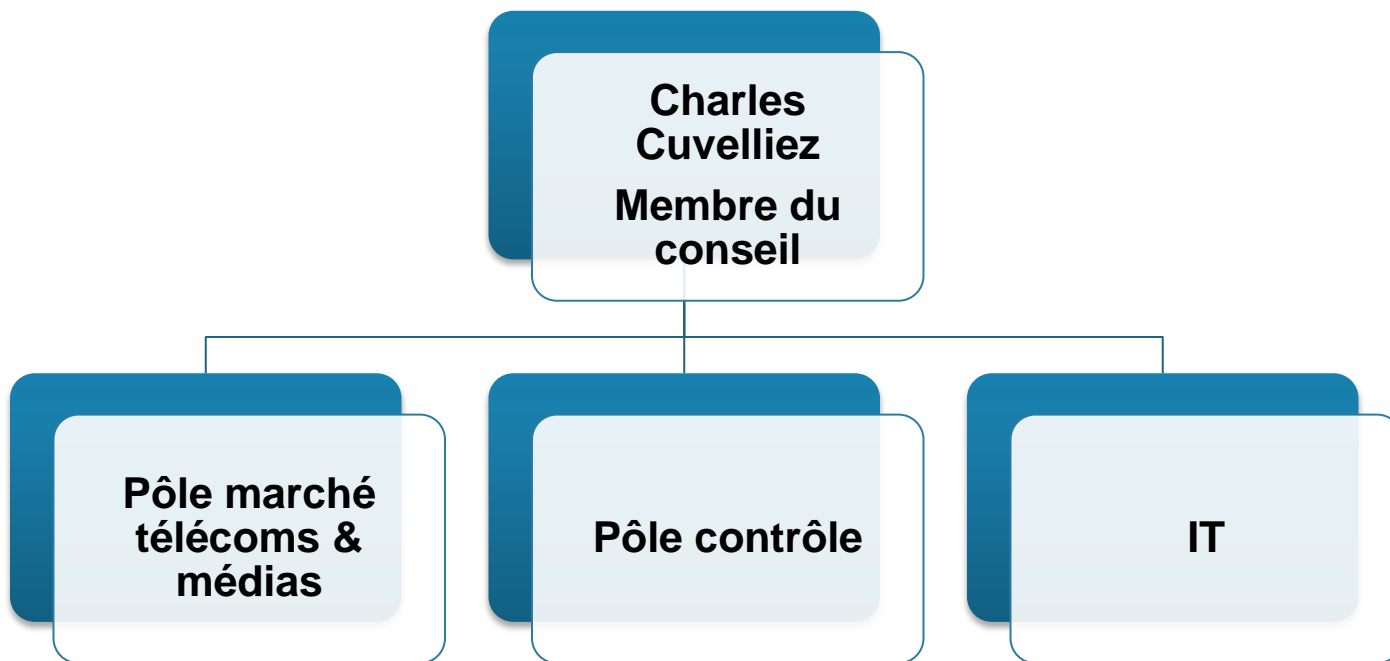 Charles
Cuvelliez
Membre du
conseil
Pôle marché
télécoms &
médias
Pôle contrôle
IT